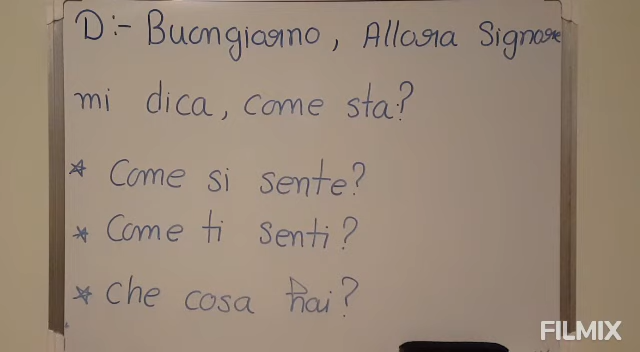 D:- Buongiorno, Allora Signore
mi dica, come sta?
* Come si sente?
* Come ti senti?
* che cosa hai?
FILMIX